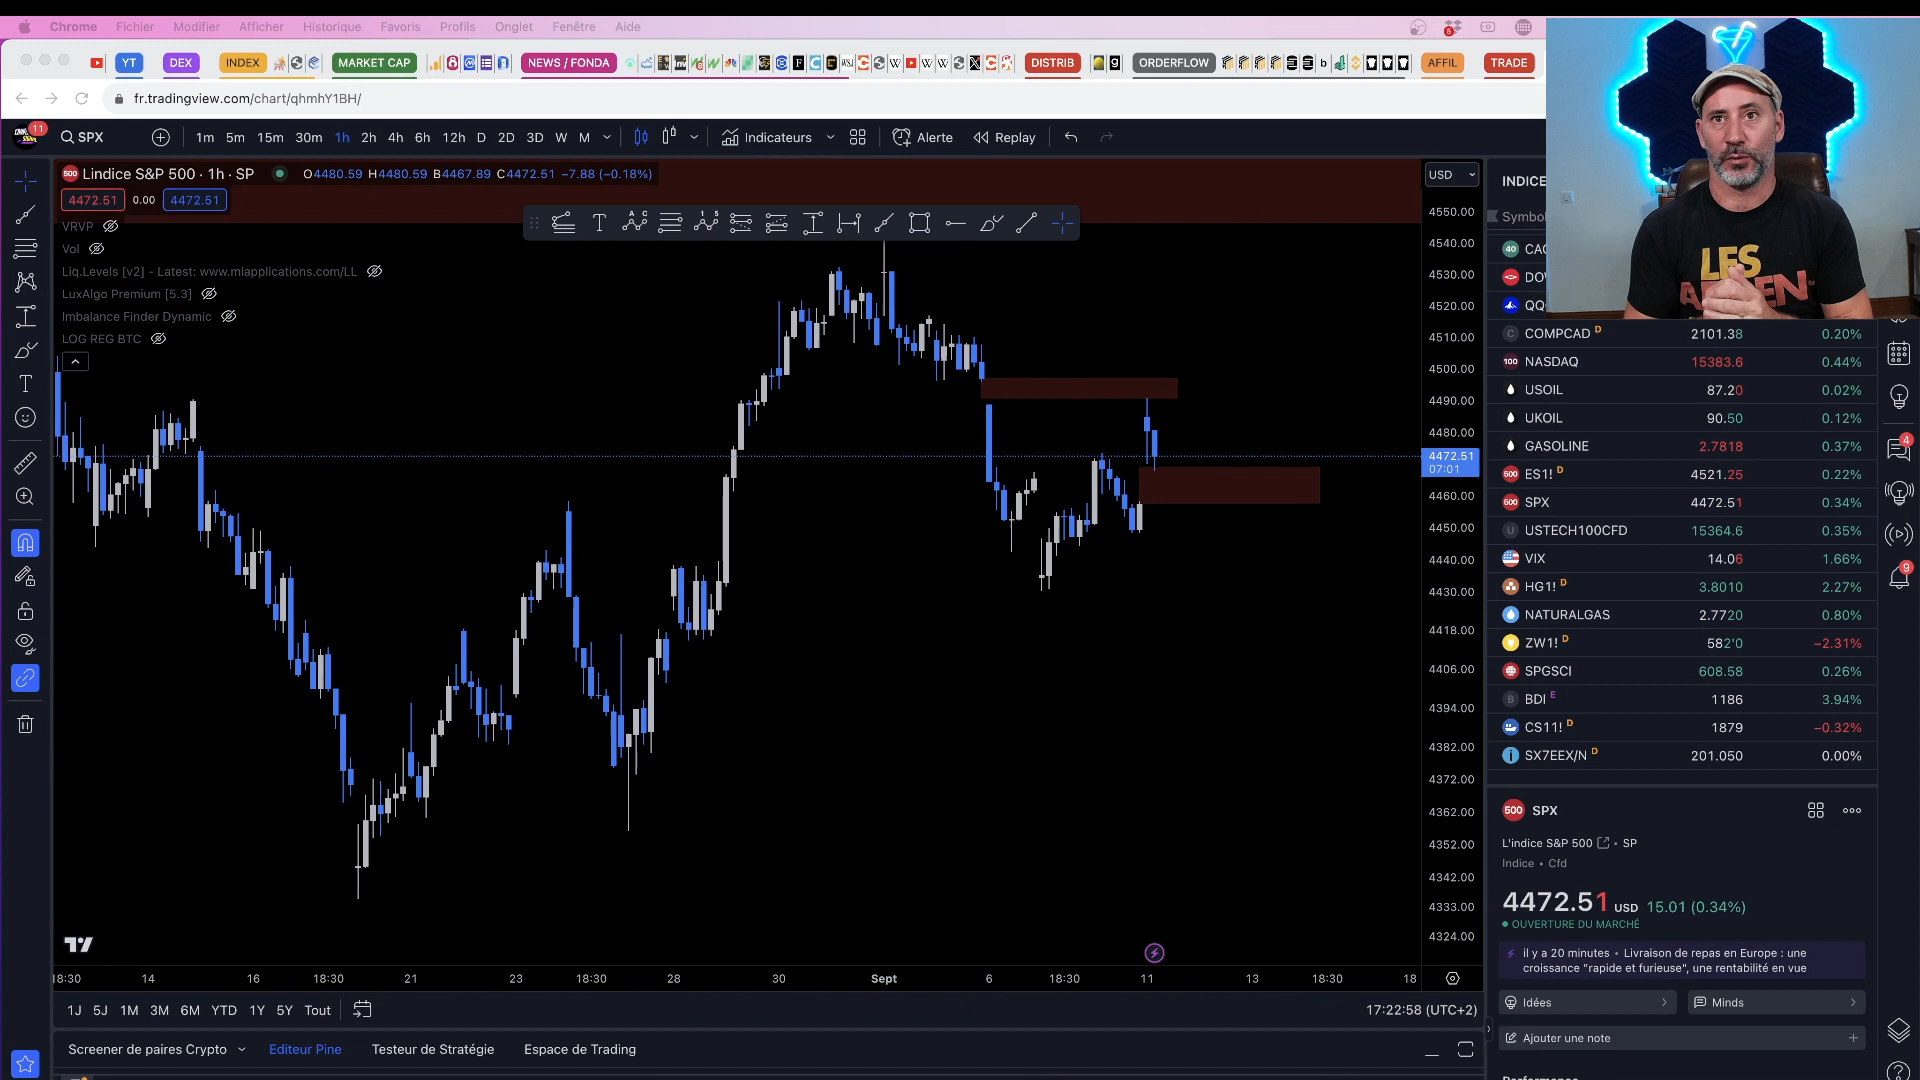 Chrome Fichier Modifier Afficher Historique Favoris Profils Onglet Fenêtre Aide
YT DEX INDEX MARKET CAP NEWS / FONDA DISTRIB ORDERFLOW AFFIL TRADE
fr.tradingview.com/chart/qhmhY1BH/
11
SPX 1m 5m 15m 30m 1h 2h 4h 6h 12h D 2D 3D W M Indicateurs Alerte Replay
500 Lindice S&P 500 · 1h · SP O4480.59 H4480.59 B4467.89 C4472.51 −7.88 (−0.18%)
4472.51 0.00 4472.51
VRVP
Vol
Liq.Levels [v2] - Latest: www.mlapplications.com/LL
LuxAlgo Premium [5.3]
Imbalance Finder Dynamic
LOG REG BTC
USD
4550.00
4540.00
4530.00
4520.00
4510.00
4500.00
4490.00
4480.00
4472.51
07:01
4460.00
4450.00
4440.00
4430.00
4418.00
4406.00
4394.00
4382.00
4372.00
4362.00
4352.00
4342.00
4333.00
4324.00
18:30 14 16 18:30 21 23 18:30 28 30 Sept 6 18:30 11 13 18:30 18
1J 5J 1M 3M 6M YTD 1Y 5Y Tout
17:22:58 (UTC+2)
Screener de paires Crypto Editeur Pine Testeur de Stratégie Espace de Trading
LES
INDICE
Symbol
40 CAC
DOW
QQQ
COMPCAD D 2101.38 0.20%
100 NASDAQ 15383.6 0.44%
USOIL 87.20 0.02%
UKOIL 90.50 0.12%
GASOLINE 2.7818 0.37%
500 ES1! D 4521.25 0.22%
500 SPX 4472.51 0.34%
U USTECH100CFD 15364.6 0.35%
VIX 14.06 1.66%
HG1! D 3.8010 2.27%
NATURALGAS 2.7720 0.80%
ZW1! D 582'0 −2.31%
SPGSCI 608.58 0.26%
B BDI E 1186 3.94%
CS11! D 1879 −0.32%
SX7EEX/N D 201.050 0.00%
4
9
500 SPX
L'indice S&P 500 • SP
Indice • Cfd
4472.51 USD 15.01 (0.34%)
OUVERTURE DU MARCHÉ
il y a 20 minutes • Livraison de repas en Europe : une
croissance "rapide et furieuse", une rentabilité en vue
Idées
Minds
Ajouter une note